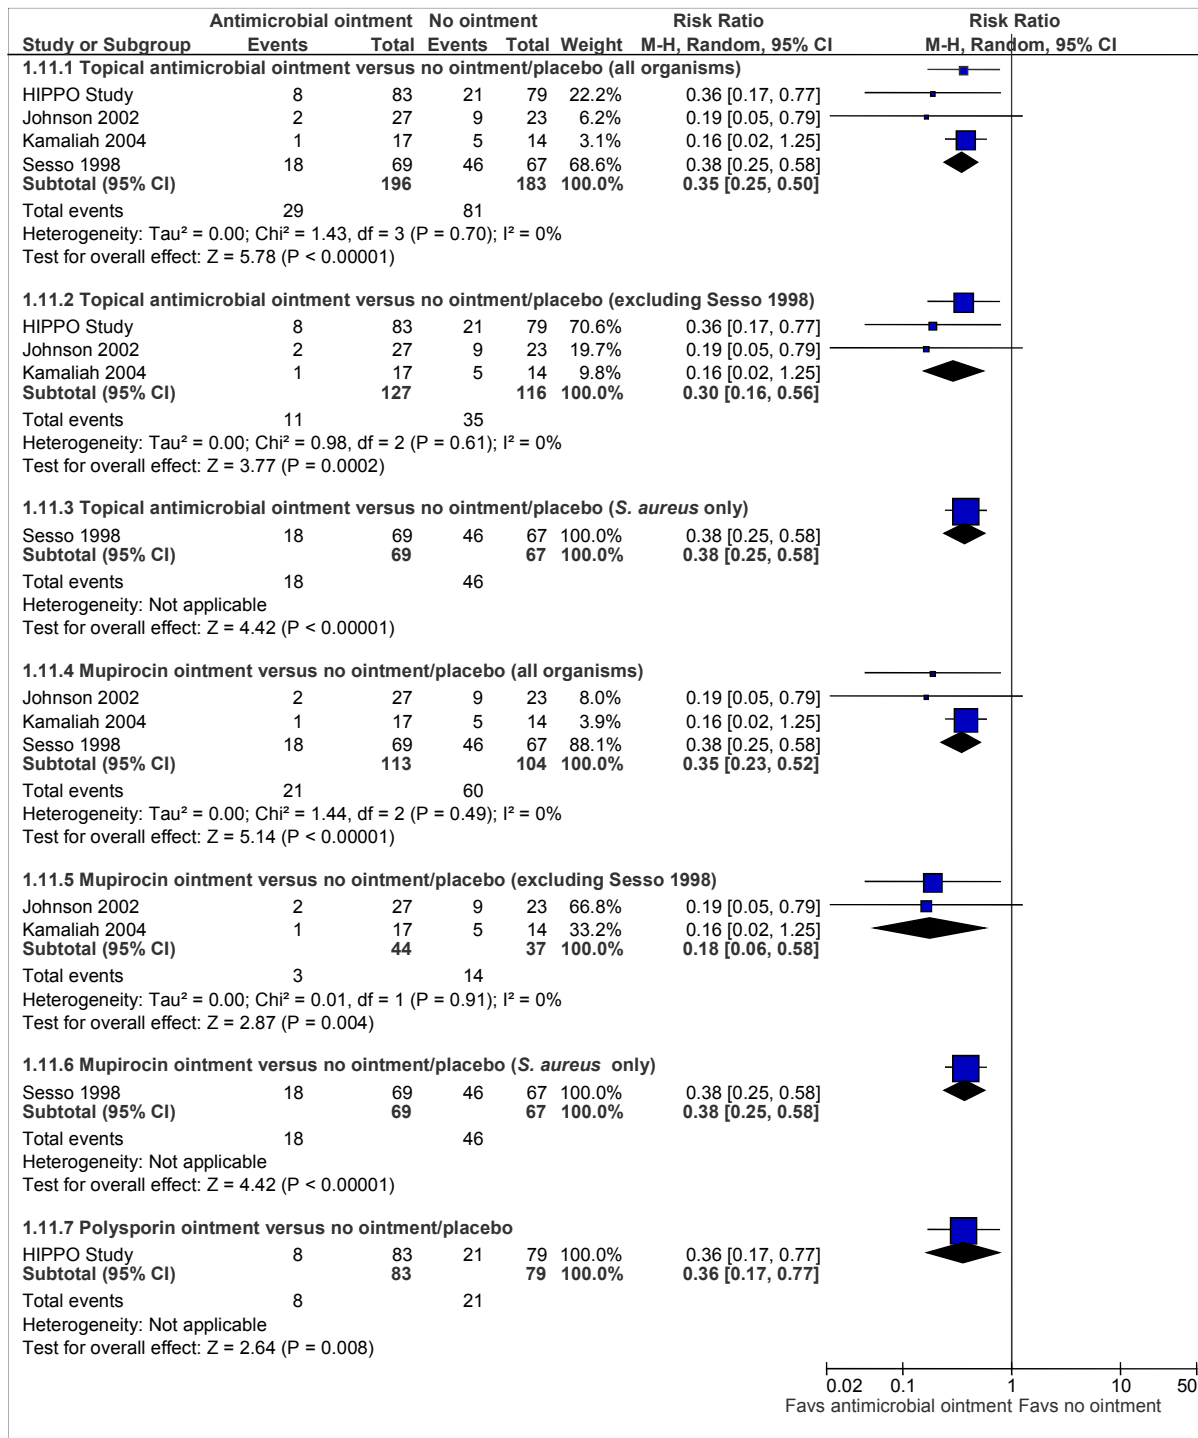 Antimicrobial ointment No ointment Risk Ratio Risk Ratio
Study or Subgroup Events Total Events Total Weight M-H, Random, 95% CI M-H, Random, 95% CI
1.11.1 Topical antimicrobial ointment versus no ointment/placebo (all organisms)
HIPPO Study 8 83 21 79 22.2% 0.36 [0.17, 0.77]
Johnson 2002 2 27 9 23 6.2% 0.19 [0.05, 0.79]
Kamaliah 2004 1 17 5 14 3.1% 0.16 [0.02, 1.25]
Sesso 1998 18 69 46 67 68.6% 0.38 [0.25, 0.58]
Subtotal (95% CI) 196 183 100.0% 0.35 [0.25, 0.50]
Total events 29 81
Heterogeneity: Tau² = 0.00; Chi² = 1.43, df = 3 (P = 0.70); I² = 0%
Test for overall effect: Z = 5.78 (P < 0.00001)
1.11.2 Topical antimicrobial ointment versus no ointment/placebo (excluding Sesso 1998)
HIPPO Study 8 83 21 79 70.6% 0.36 [0.17, 0.77]
Johnson 2002 2 27 9 23 19.7% 0.19 [0.05, 0.79]
Kamaliah 2004 1 17 5 14 9.8% 0.16 [0.02, 1.25]
Subtotal (95% CI) 127 116 100.0% 0.30 [0.16, 0.56]
Total events 11 35
Heterogeneity: Tau² = 0.00; Chi² = 0.98, df = 2 (P = 0.61); I² = 0%
Test for overall effect: Z = 3.77 (P = 0.0002)
1.11.3 Topical antimicrobial ointment versus no ointment/placebo (S. aureus only)
Sesso 1998 18 69 46 67 100.0% 0.38 [0.25, 0.58]
Subtotal (95% CI) 69 67 100.0% 0.38 [0.25, 0.58]
Total events 18 46
Heterogeneity: Not applicable
Test for overall effect: Z = 4.42 (P < 0.00001)
1.11.4 Mupirocin ointment versus no ointment/placebo (all organisms)
Johnson 2002 2 27 9 23 8.0% 0.19 [0.05, 0.79]
Kamaliah 2004 1 17 5 14 3.9% 0.16 [0.02, 1.25]
Sesso 1998 18 69 46 67 88.1% 0.38 [0.25, 0.58]
Subtotal (95% CI) 113 104 100.0% 0.35 [0.23, 0.52]
Total events 21 60
Heterogeneity: Tau² = 0.00; Chi² = 1.44, df = 2 (P = 0.49); I² = 0%
Test for overall effect: Z = 5.14 (P < 0.00001)
1.11.5 Mupirocin ointment versus no ointment/placebo (excluding Sesso 1998)
Johnson 2002 2 27 9 23 66.8% 0.19 [0.05, 0.79]
Kamaliah 2004 1 17 5 14 33.2% 0.16 [0.02, 1.25]
Subtotal (95% CI) 44 37 100.0% 0.18 [0.06, 0.58]
Total events 3 14
Heterogeneity: Tau² = 0.00; Chi² = 0.01, df = 1 (P = 0.91); I² = 0%
Test for overall effect: Z = 2.87 (P = 0.004)
1.11.6 Mupirocin ointment versus no ointment/placebo (S. aureus only)
Sesso 1998 18 69 46 67 100.0% 0.38 [0.25, 0.58]
Subtotal (95% CI) 69 67 100.0% 0.38 [0.25, 0.58]
Total events 18 46
Heterogeneity: Not applicable
Test for overall effect: Z = 4.42 (P < 0.00001)
1.11.7 Polysporin ointment versus no ointment/placebo
HIPPO Study 8 83 21 79 100.0% 0.36 [0.17, 0.77]
Subtotal (95% CI) 83 79 100.0% 0.36 [0.17, 0.77]
Total events 8 21
Heterogeneity: Not applicable
Test for overall effect: Z = 2.64 (P = 0.008)
0.02 0.1 1 10 50
Favs antimicrobial ointment Favs no ointment